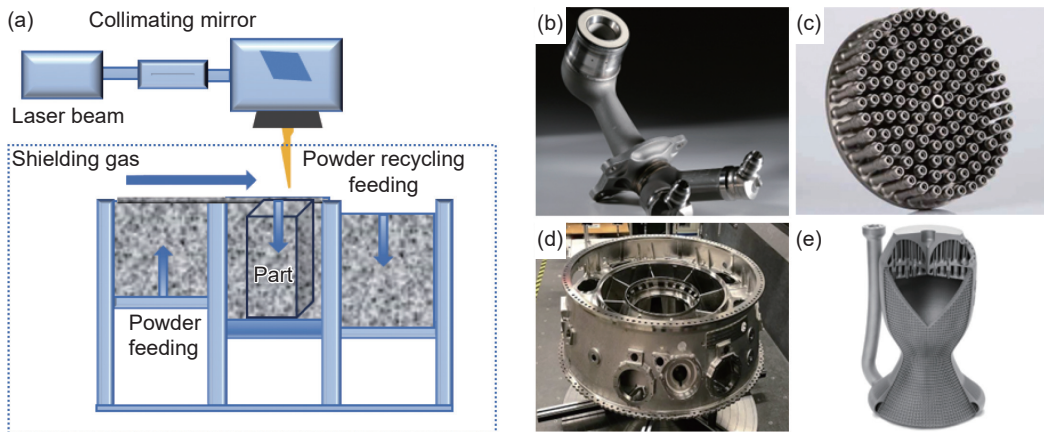 (a)
Collimating mirror
Laser beam
Shielding gas
Powder recycling
feeding
Part
Powder
feeding
(b)
(c)
(d)
(e)